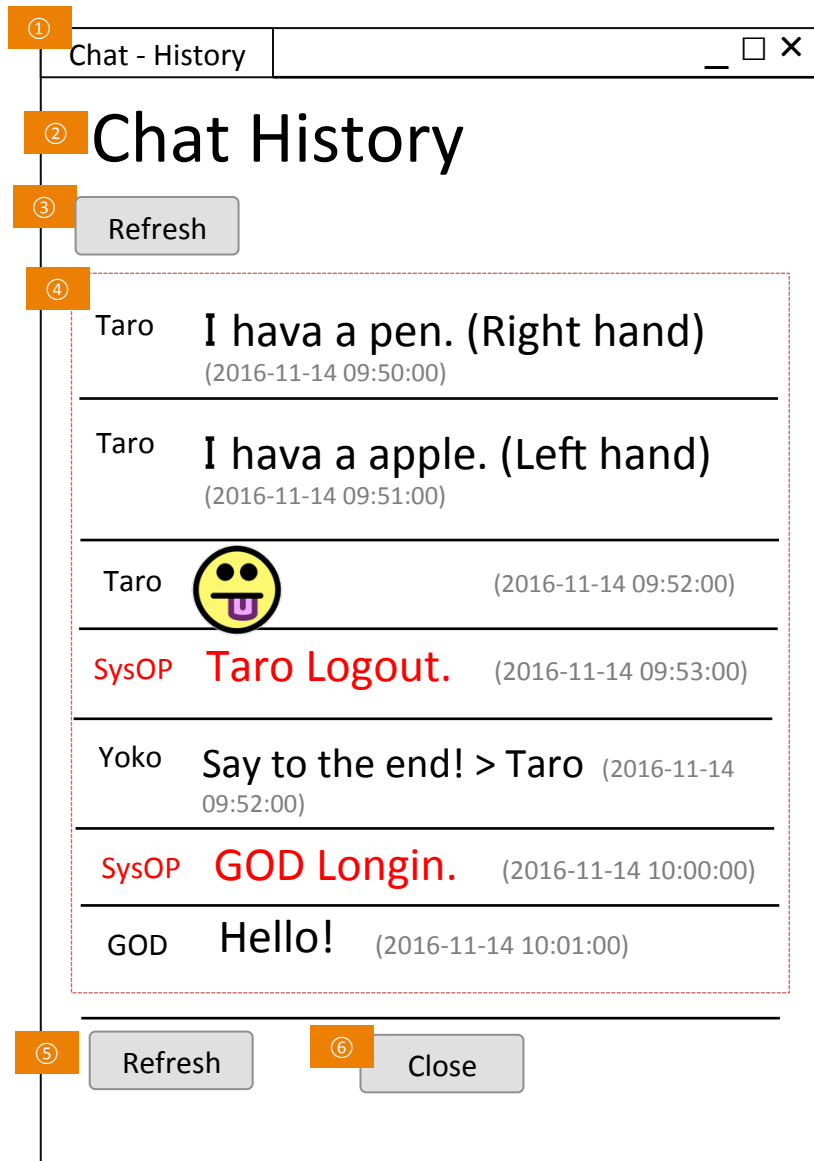 ①
Chat - History
②
Chat History
③
Refresh
④
Taro
I hava a pen. (Right hand)
(2016-11-14 09:50:00)
Taro
I hava a apple. (Left hand)
(2016-11-14 09:51:00)
Taro (2016-11-14 09:52:00)
SysOP Taro Logout. (2016-11-14 09:53:00)
Yoko Say to the end! > Taro (2016-11-14
09:52:00)
SysOP GOD Longin. (2016-11-14 10:00:00)
GOD Hello! (2016-11-14 10:01:00)
⑤ Refresh ⑥ Close